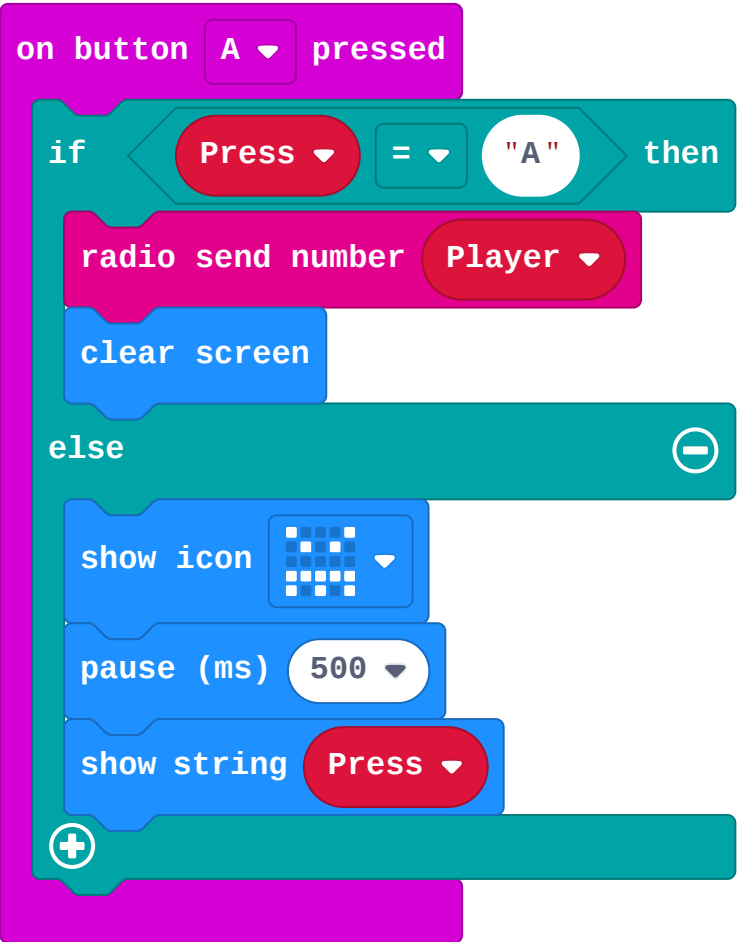 on button A pressed
if Press = "A" then
radio send number Player
clear screen
else
show icon
pause (ms) 500
show string Press